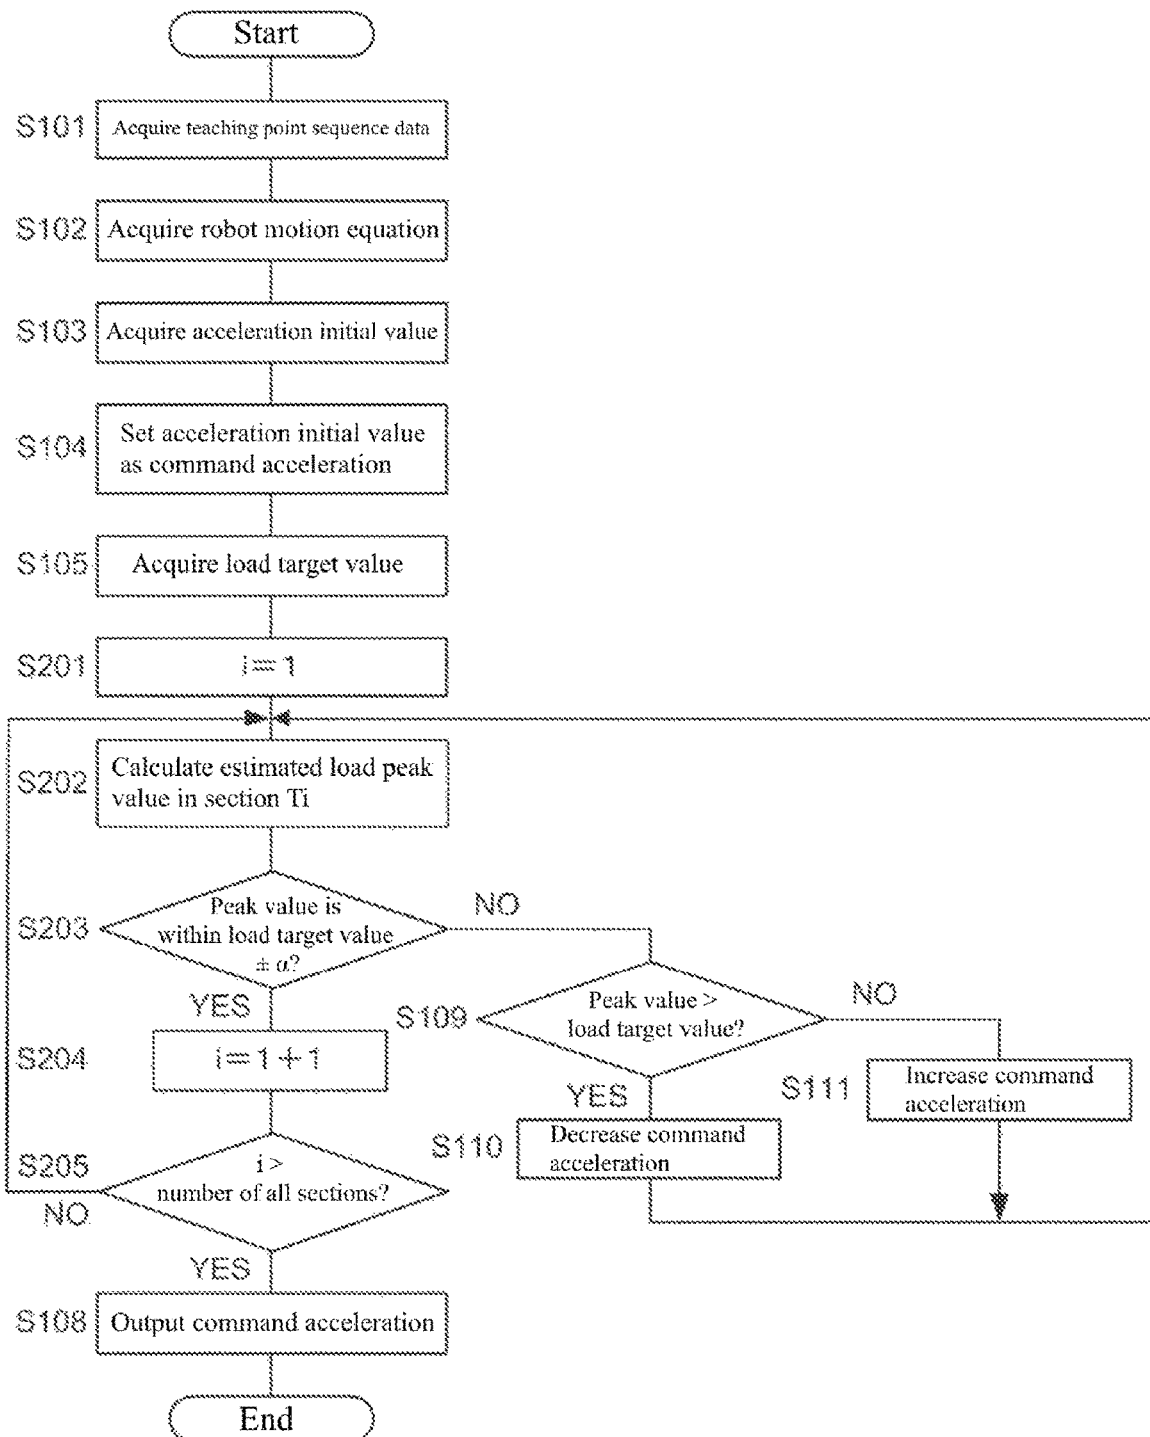 Start
S101
Acquire teaching point sequence data
S102
Acquire robot motion equation
S103
Acquire acceleration initial value
S104
Set acceleration initial value
as command acceleration
S105
Acquire load target value
S201
i=1
S202
Calculate estimated load peak
value in section Ti
S203
Peak value is
within load target value
± α?
NO
YES
S109
Peak value >
load target value?
NO
S204
i=1+1
YES
S111
Increase command
acceleration
S110
Decrease command
acceleration
S205
i >
number of all sections?
NO
YES
S108
Output command acceleration
End